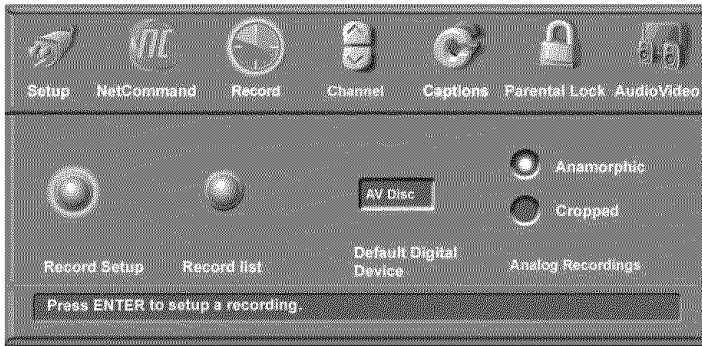 Setup NetCommand Record Channel Captions Parental Lock AudioVideo
AV Disc
Anamorphic
Cropped
Record Setup Record list Default Digital Device Analog Recordings
Press ENTER to setup a recording.